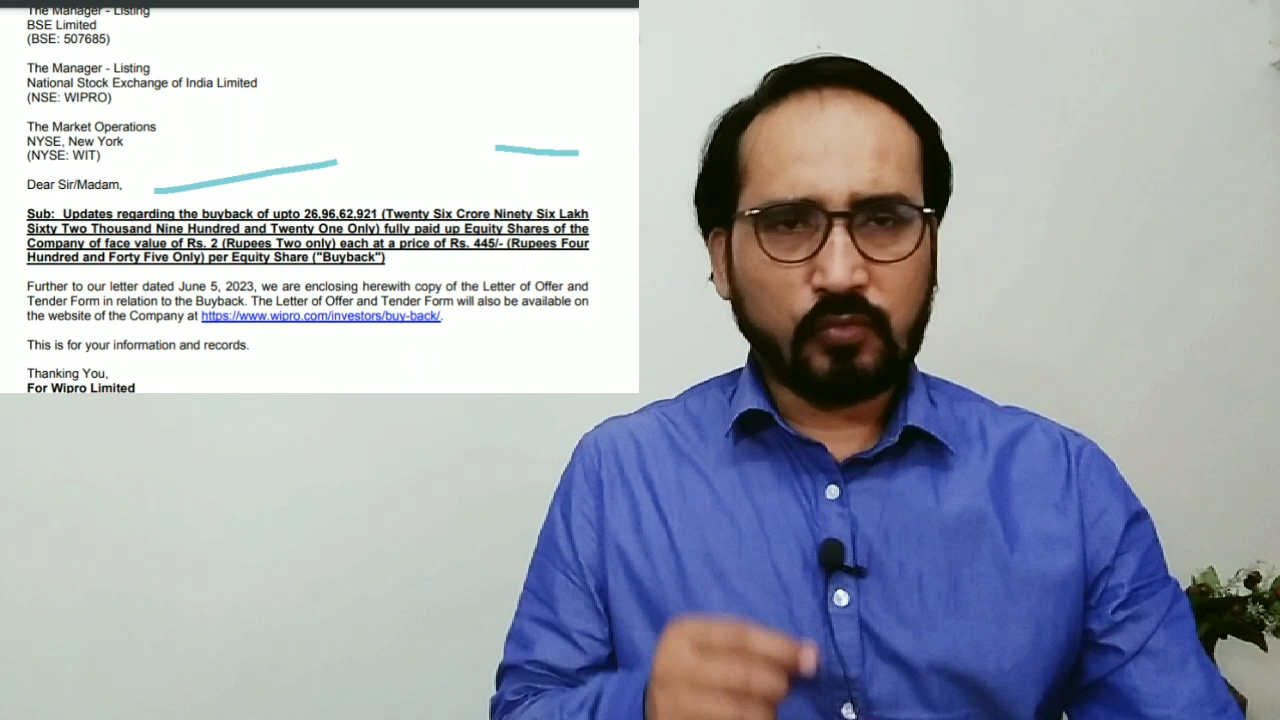 The Manager - Listing
BSE Limited
(BSE: 507685)
The Manager - Listing
National Stock Exchange of India Limited
(NSE: WIPRO)
The Market Operations
NYSE, New York
(NYSE: WIT)
Dear Sir/Madam,
Sub: Updates regarding the buyback of upto 26,96,62,921 (Twenty Six Crore Ninety Six Lakh
Sixty Two Thousand Nine Hundred and Twenty One Only) fully paid up Equity Shares of the
Company of face value of Rs. 2 (Rupees Two only) each at a price of Rs. 445/- (Rupees Four
Hundred and Forty Five Only) per Equity Share ("Buyback")
Further to our letter dated June 5, 2023, we are enclosing herewith copy of the Letter of Offer and
Tender Form in relation to the Buyback. The Letter of Offer and Tender Form will also be available on
the website of the Company at https://www.wipro.com/investors/buy-back/.
This is for your information and records.
Thanking You,
For Wipro Limited